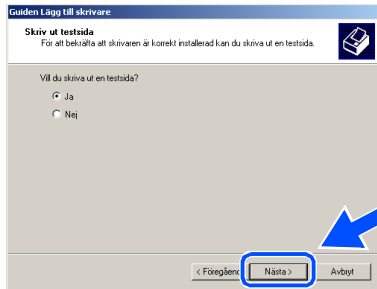 Guiden Lägg till skrivare
Skriv ut testsida
För att bekräfta att skrivaren är korrekt installerad kan du skriva ut en testsida.
Vill du skriva ut en testsida?
Ja
Nej
< Föregåen Nästa > Avbryt